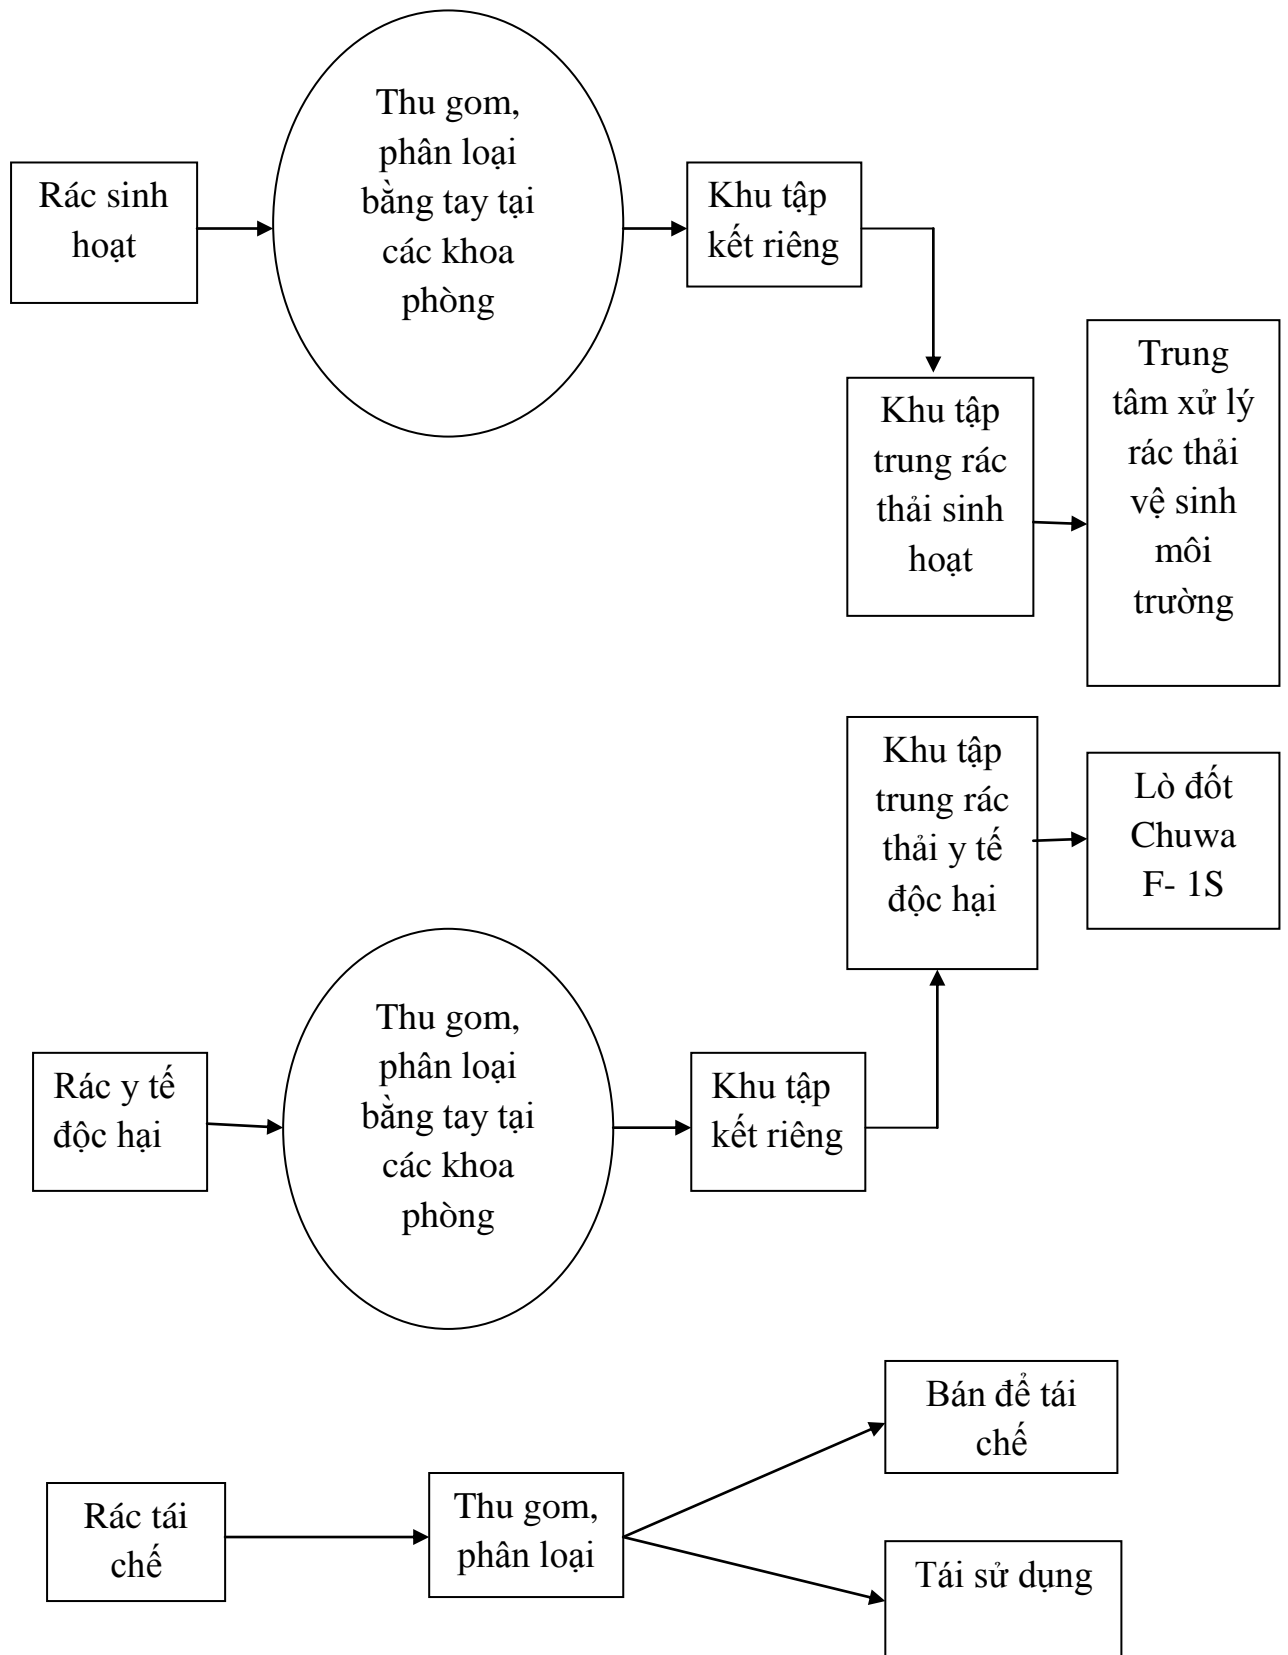 Rác sinh
hoạt
Thu gom,
phân loại
bằng tay tại
các khoa
phòng
Khu tập
kết riêng
Khu tập
trung rác
thải sinh
hoạt
Trung
tâm xử lý
rác thải
vệ sinh
môi
trường
Rác y tế
độc hại
Thu gom,
phân loại
bằng tay tại
các khoa
phòng
Khu tập
kết riêng
Khu tập
trung rác
thải y tế
độc hại
Lò đốt
Chuwa
F- 1S
Rác tái
chế
Thu gom,
phân loại
Bán để tái
chế
Tái sử dụng